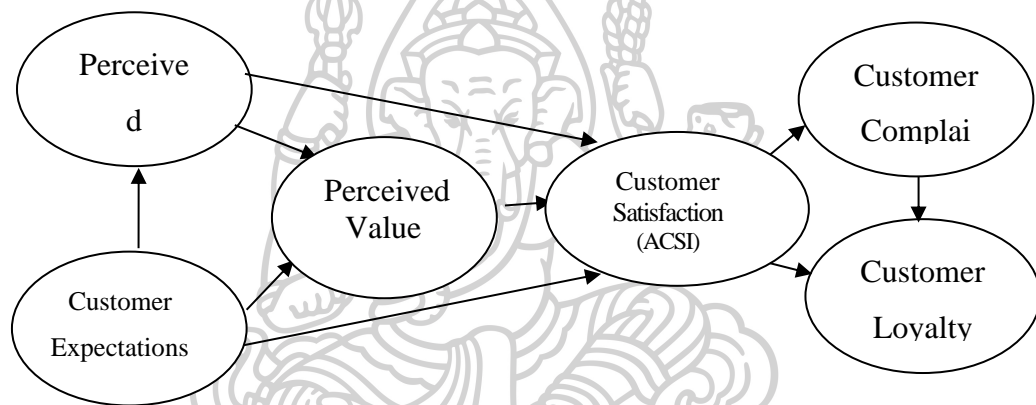 Perceive
d
Customer
Expectations
Perceived
Value
Customer
Satisfaction
(ACSI)
Customer
Complai
Customer
Loyalty